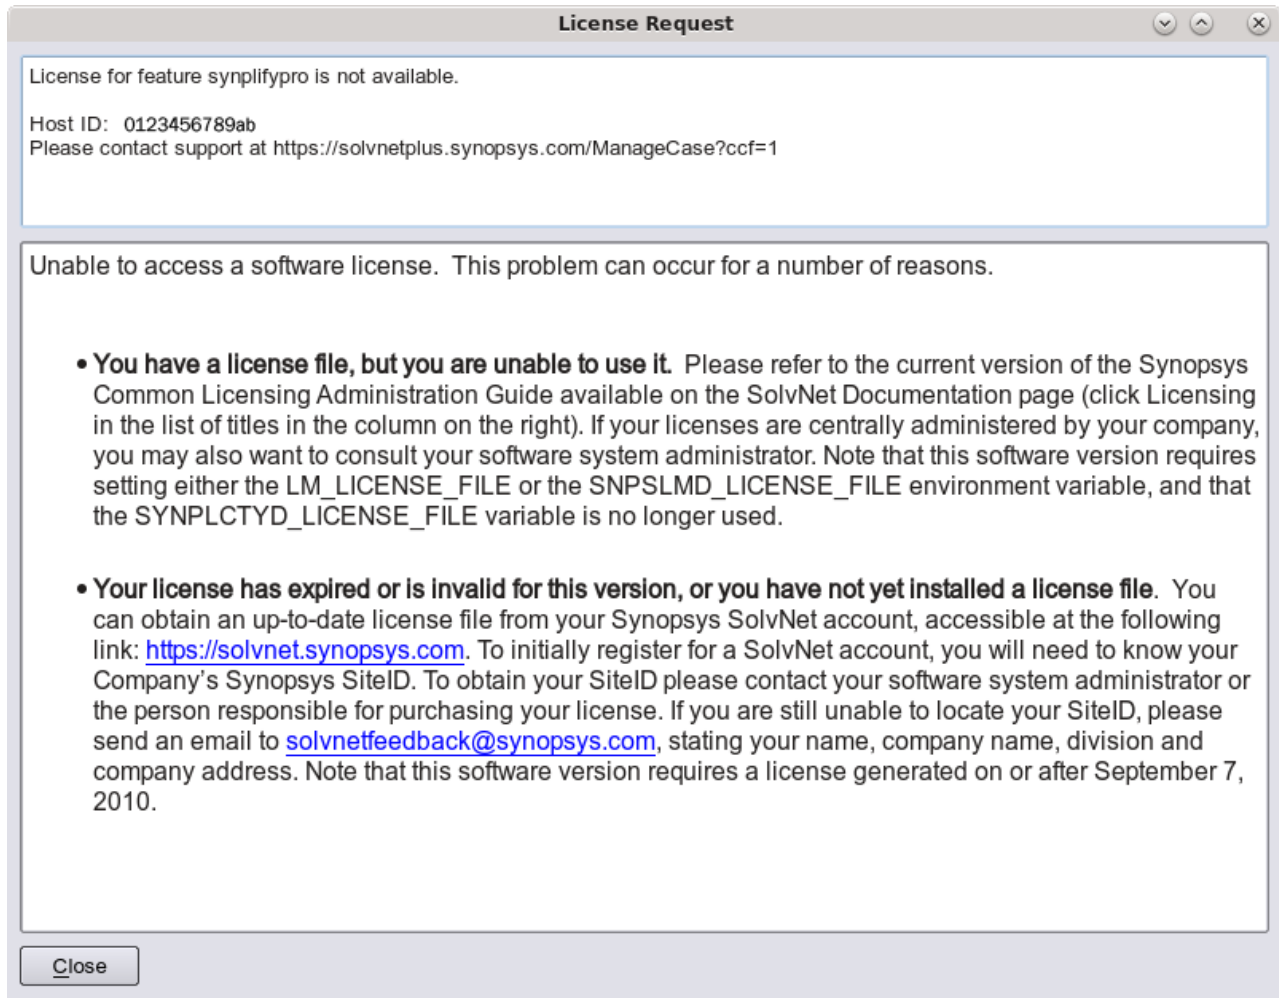 License Request
License for feature synplifypro is not available.
Host ID: 0123456789ab
Please contact support at https://solvnetplus.synopsys.com/ManageCase?ccf=1
Unable to access a software license. This problem can occur for a number of reasons.
• You have a license file, but you are unable to use it. Please refer to the current version of the Synopsys
Common Licensing Administration Guide available on the SolvNet Documentation page (click Licensing
in the list of titles in the column on the right). If your licenses are centrally administered by your company,
you may also want to consult your software system administrator. Note that this software version requires
setting either the LM_LICENSE_FILE or the SNPSLMD_LICENSE_FILE environment variable, and that
the SYNPLCTYD_LICENSE_FILE variable is no longer used.
• Your license has expired or is invalid for this version, or you have not yet installed a license file. You
can obtain an up-to-date license file from your Synopsys SolvNet account, accessible at the following
link: https://solvnet.synopsys.com. To initially register for a SolvNet account, you will need to know your
Company's Synopsys SiteID. To obtain your SiteID please contact your software system administrator or
the person responsible for purchasing your license. If you are still unable to locate your SiteID, please
send an email to solvnetfeedback@synopsys.com, stating your name, company name, division and
company address. Note that this software version requires a license generated on or after September 7,
2010.
Close